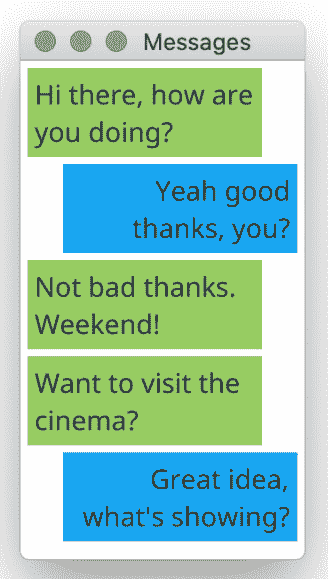 Messages
Hi there, how are
you doing?
Yeah good
thanks, you?
Not bad thanks.
Weekend!
Want to visit the
cinema?
Great idea,
what's showing?